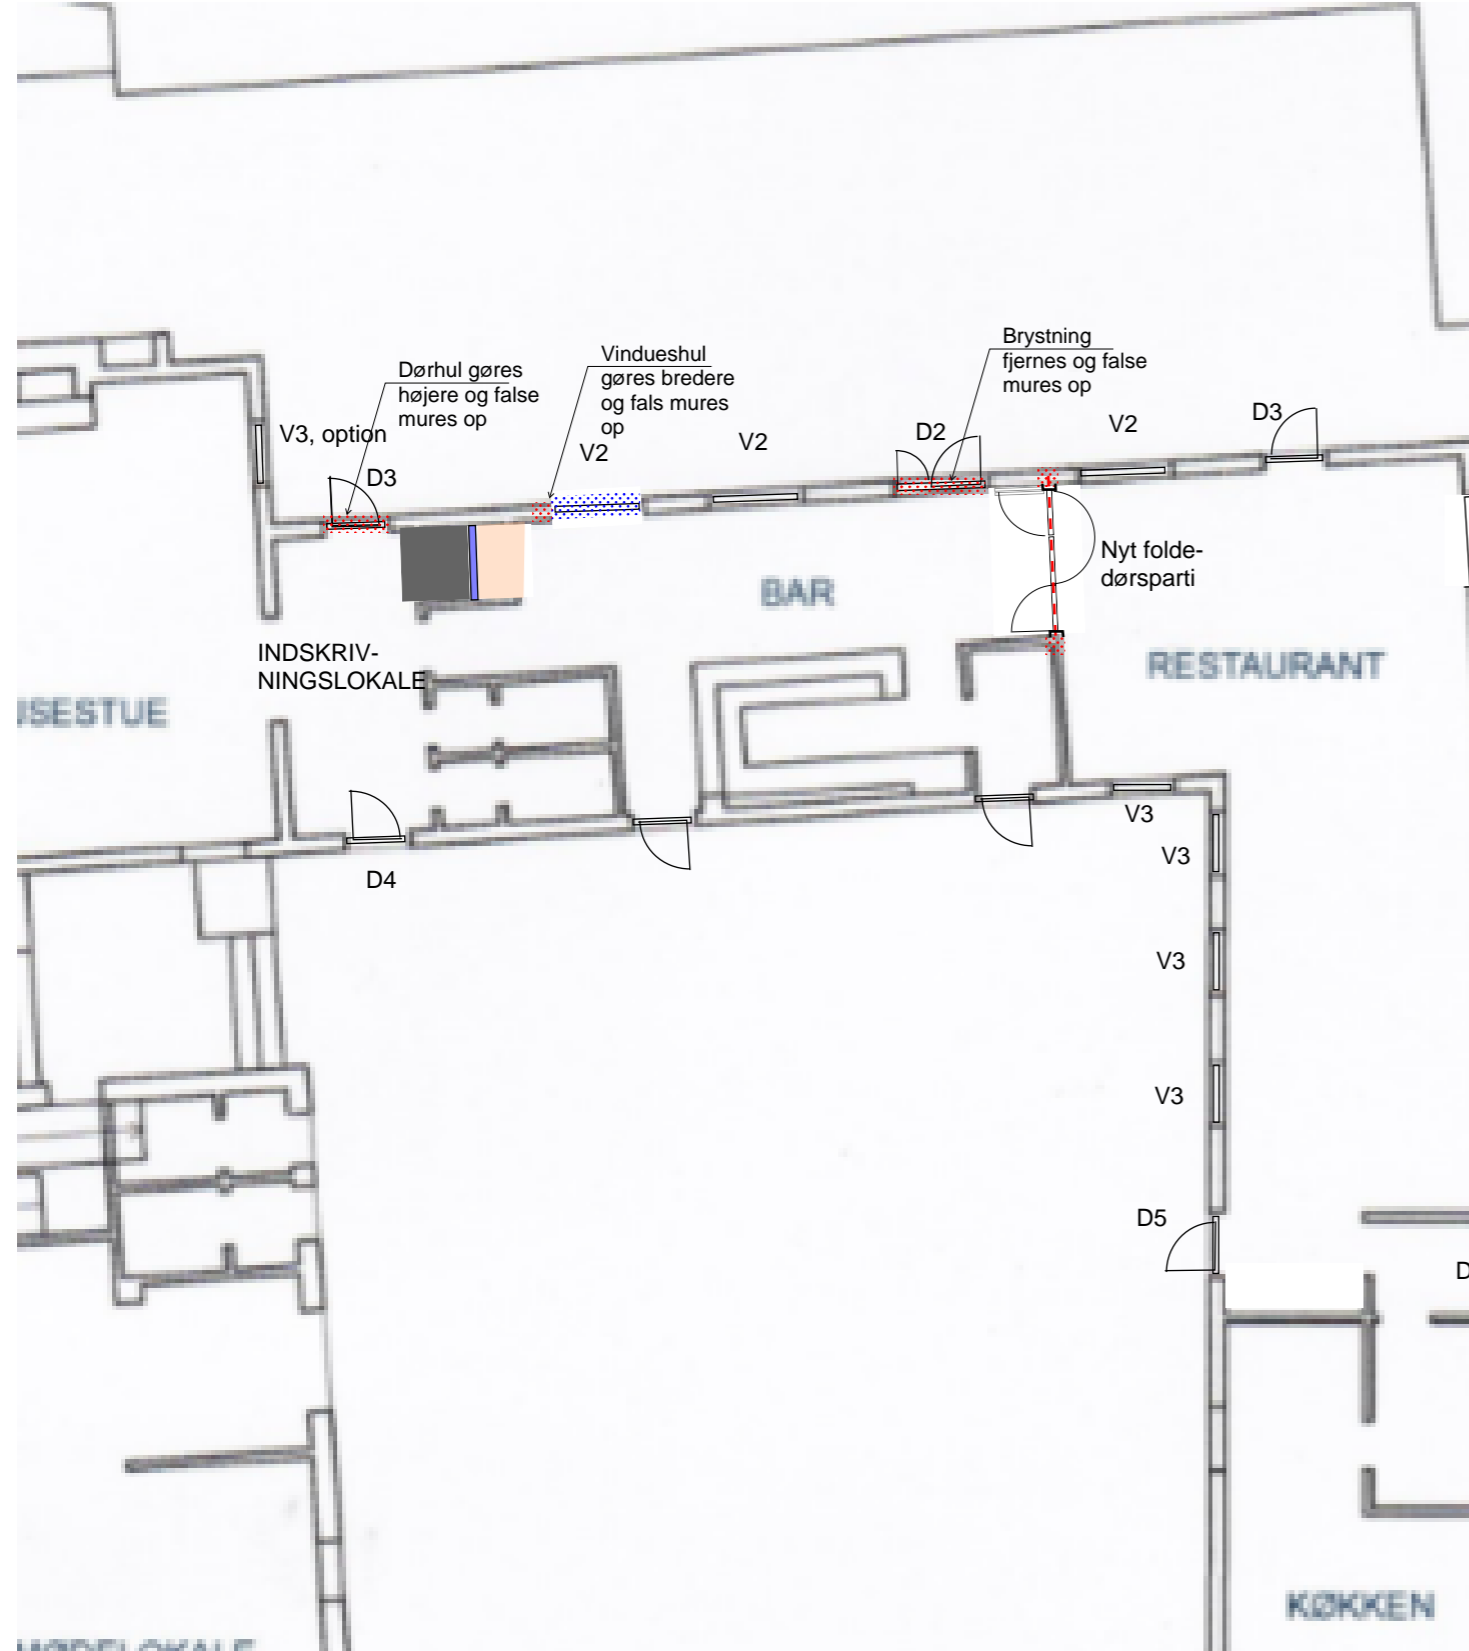 Brystning
fjernes og false
mures op
Vindueshul
gøres bredere
og fals mures
op
Dørhul gøres
højere og false
mures op
V3, option
D3
V2
V2
D2
V2
D3
Nyt folde-
dørsparti
BAR
INDSKRIV-
NINGSLOKALE
RESTAURANT
USESTUE
V3
V3
D4
V3
V3
D5
D
KØKKEN
MØDELOKALE